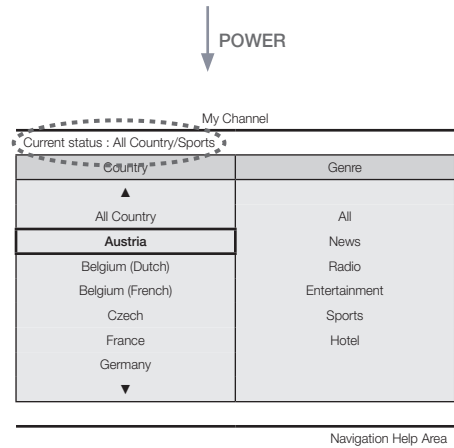 POWER
My Channel
Current status : All Country/Sports
Country Genre
▲
All Country All
Austria News
Belgium (Dutch) Radio
Belgium (French) Entertainment
Czech Sports
France Hotel
Germany
▼
Navigation Help Area